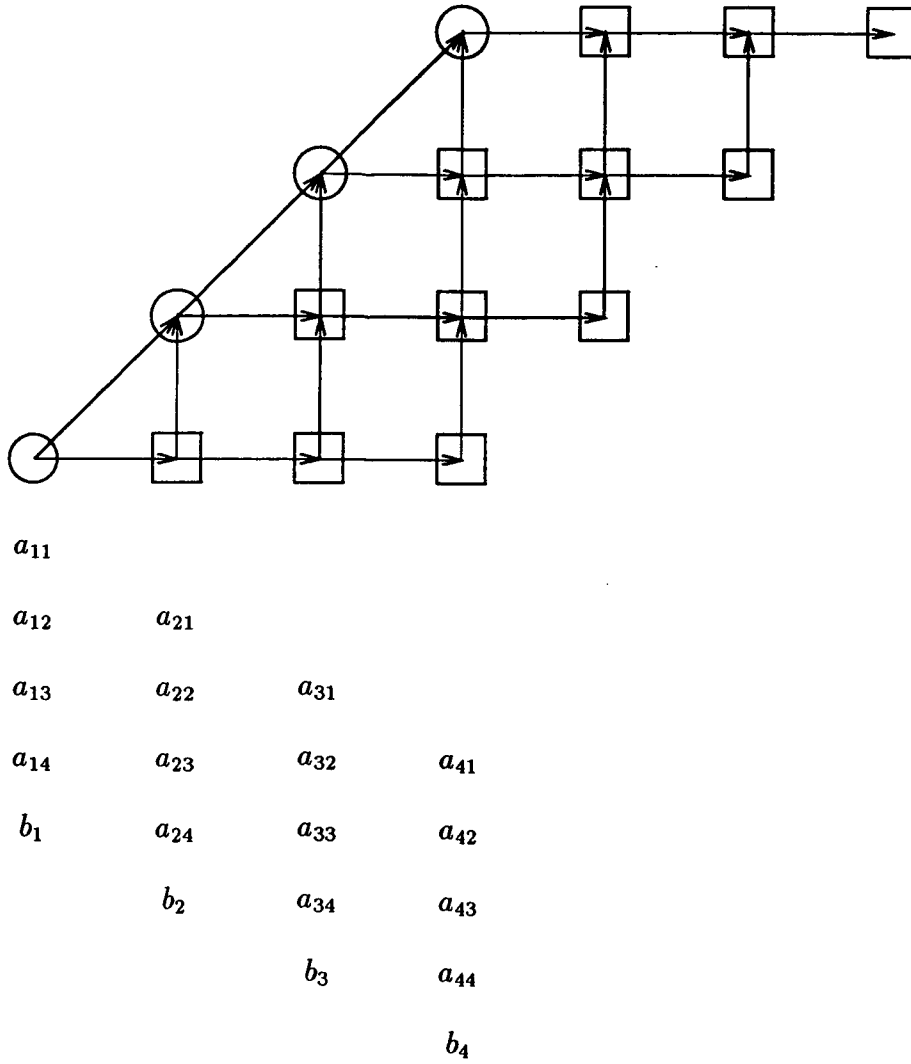 a₁₁
a₁₂ a₂₁
a₁₃ a₂₂ a₃₁
a₁₄ a₂₃ a₃₂ a₄₁
b₁ a₂₄ a₃₃ a₄₂
b₂ a₃₄ a₄₃
b₃ a₄₄
b₄